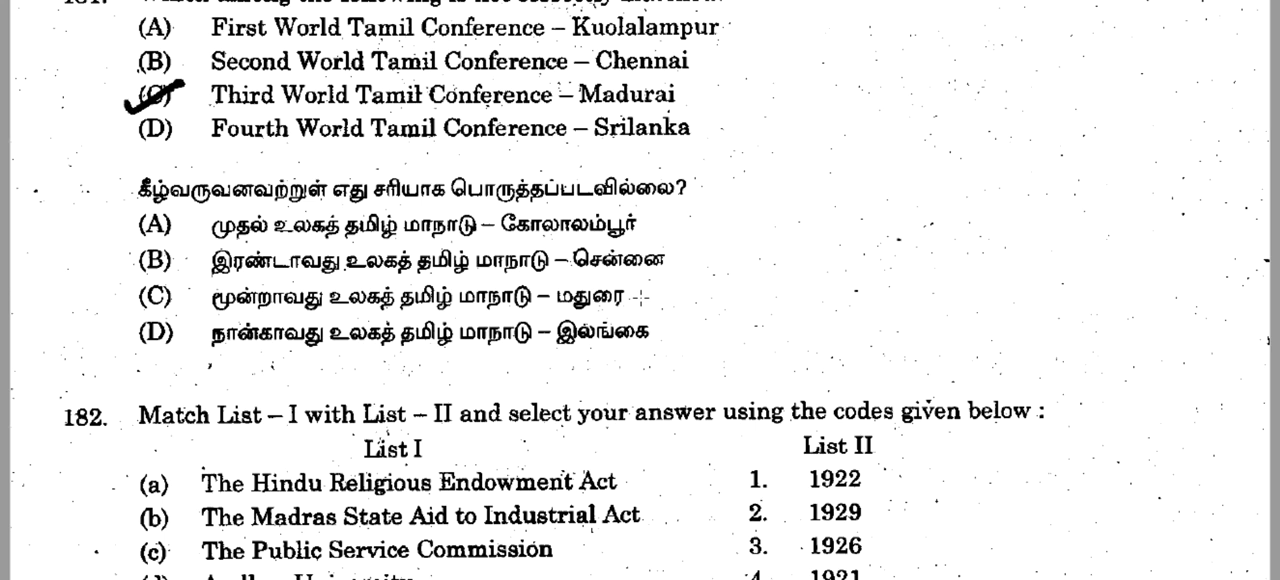 (A) First World Tamil Conference – Kuolalampur
(B) Second World Tamil Conference – Chennai
(C) Third World Tamil Conference – Madurai
(D) Fourth World Tamil Conference – Srilanka
கீழ்வருவனவற்றுள் எது சரியாக பொருத்தப்படவில்லை?
(A) முதல் உலகத் தமிழ் மாநாடு – கோலாலம்பூர்
(B) இரண்டாவது உலகத் தமிழ் மாநாடு – சென்னை
(C) மூன்றாவது உலகத் தமிழ் மாநாடு – மதுரை
(D) நான்காவது உலகத் தமிழ் மாநாடு – இலங்கை
182. Match List – I with List – II and select your answer using the codes given below :
List I List II
(a) The Hindu Religious Endowment Act 1. 1922
(b) The Madras State Aid to Industrial Act 2. 1929
(c) The Public Service Commission 3. 1926